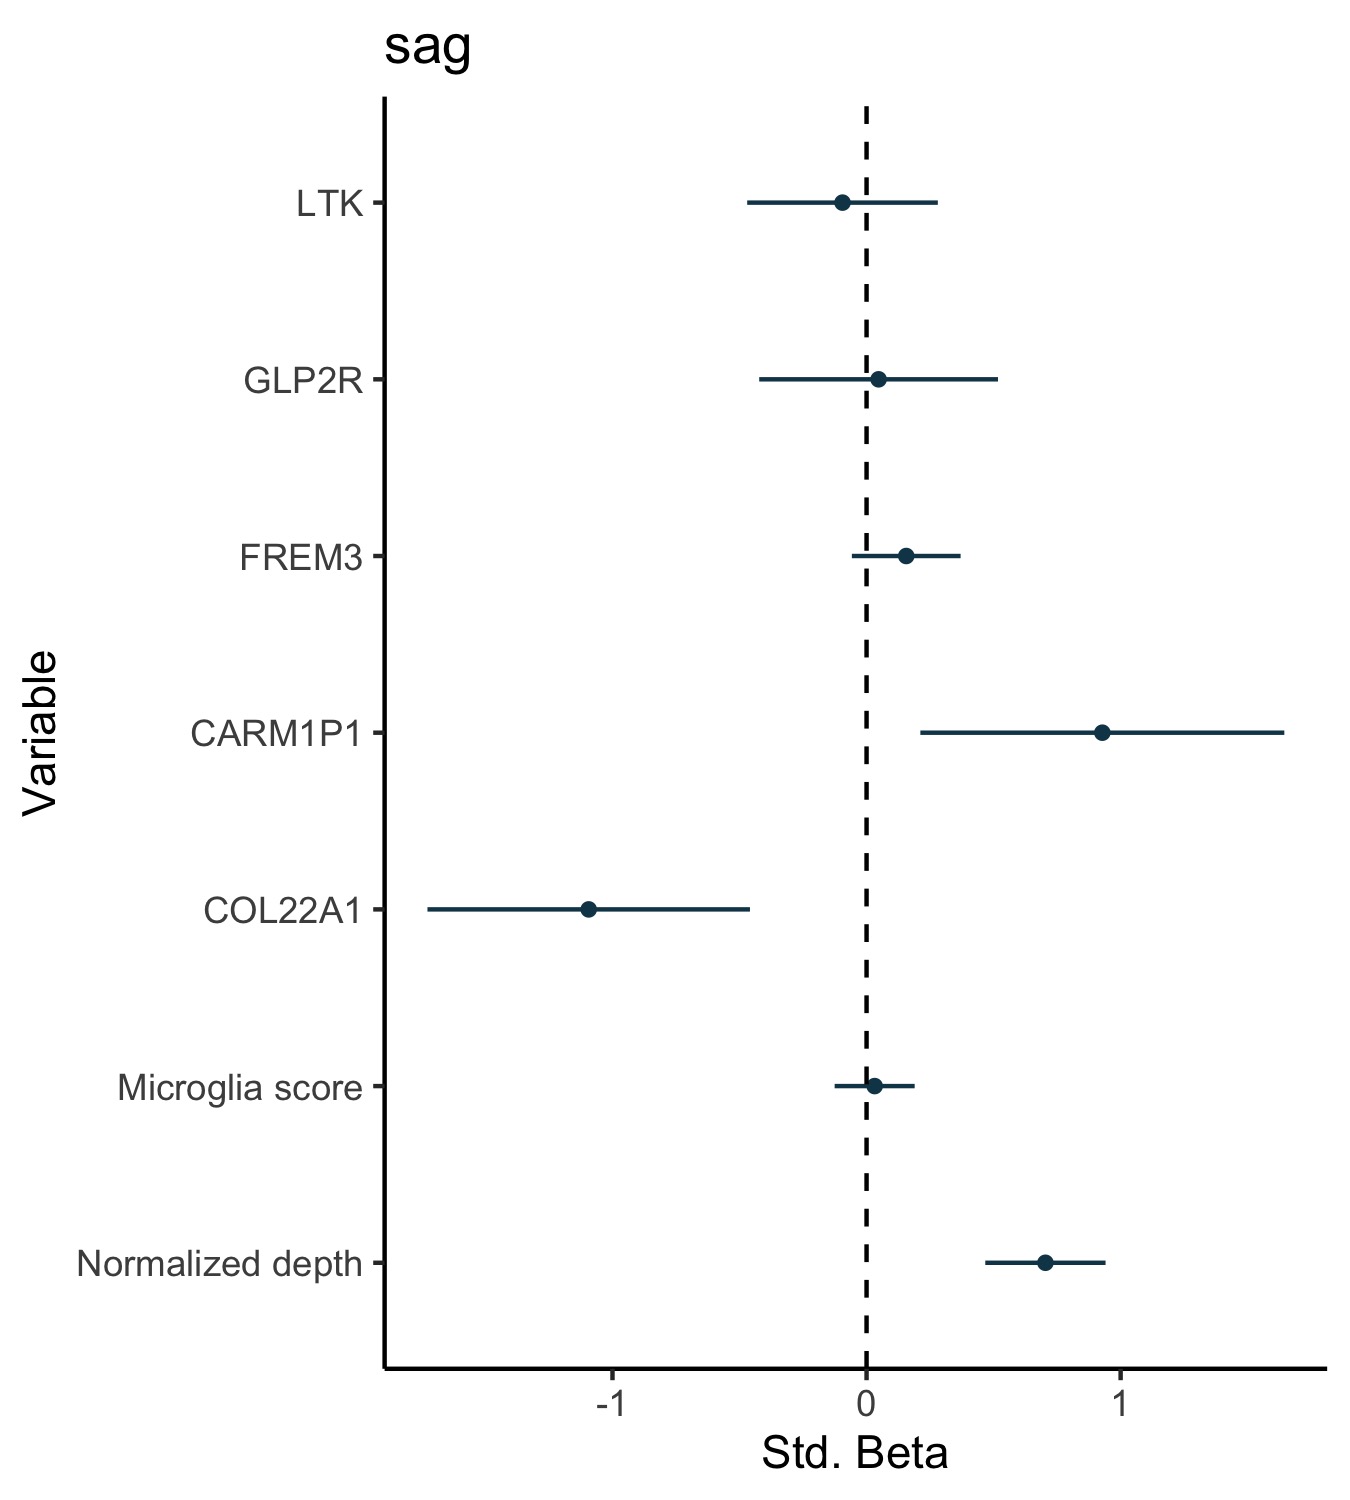 sag
LTK
GLP2R
FREM3
CARM1P1
COL22A1
Microglia score
Normalized depth
Variable
-1 0 1
Std. Beta